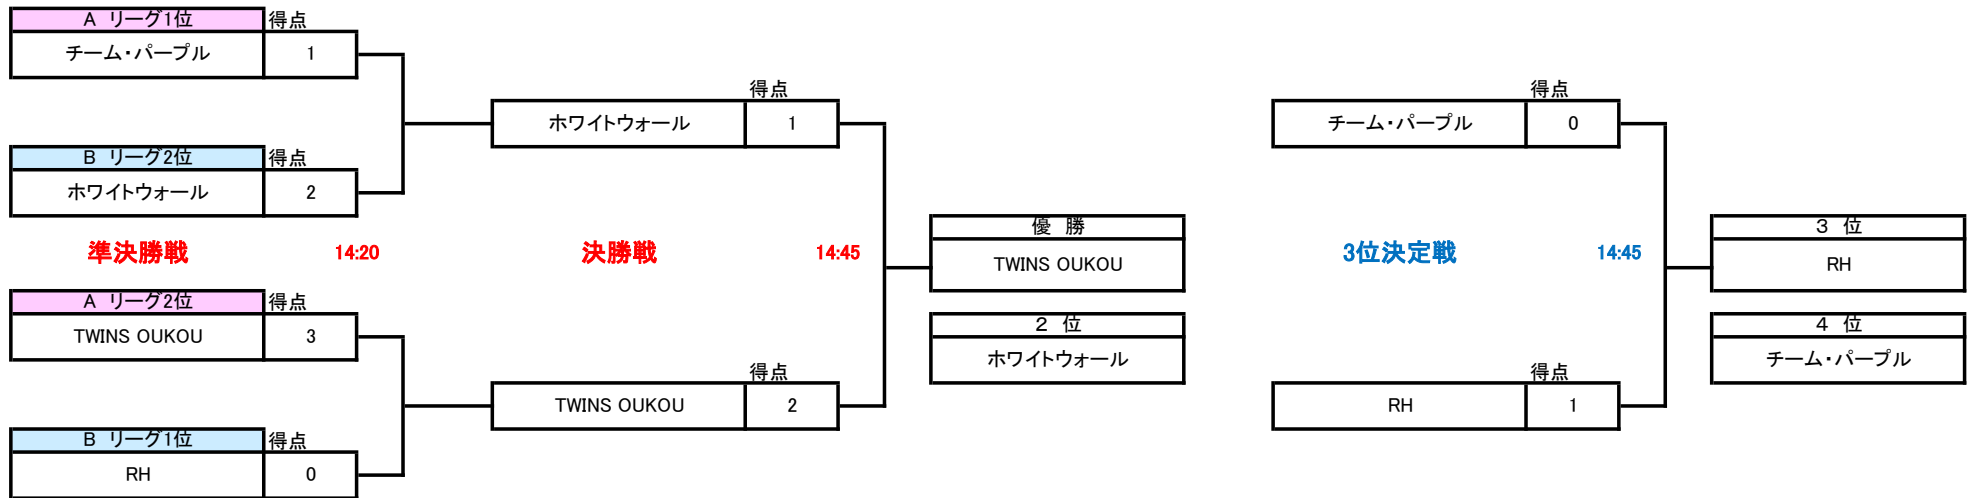 A リーグ1位 得点
チーム・パープル 1
得点 得点
ホワイトウォール 1 チーム・パープル 0
B リーグ2位 得点
ホワイトウォール 2
優 勝 3 位
準決勝戦 14:20 決勝戦 14:45 TWINS OUKOU 3位決定戦 14:45 RH
A リーグ2位 得点
2 位 4 位
TWINS OUKOU 3
ホワイトウォール チーム・パープル
得点 得点
TWINS OUKOU 2 RH 1
B リーグ1位 得点
RH 0